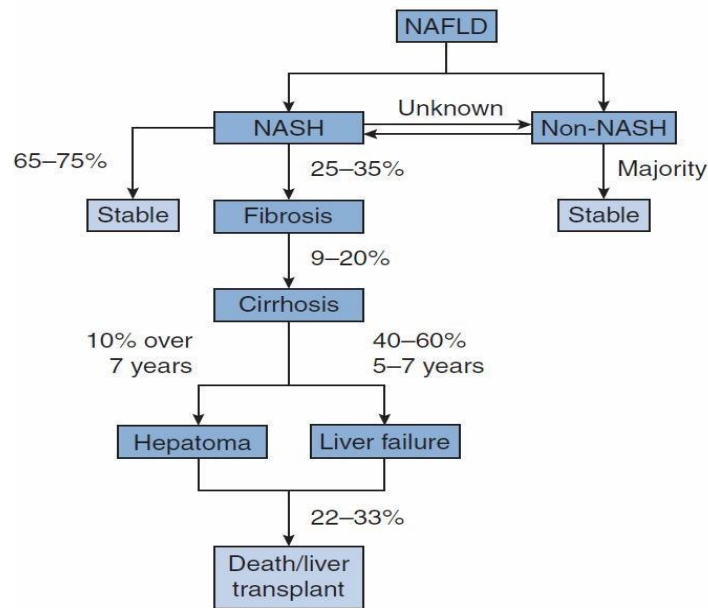 NAFLD
Unknown
NASH
Non-NASH
65–75%
25–35%
Majority
Stable
Fibrosis
Stable
9–20%
Cirrhosis
10% over
7 years
40–60%
5–7 years
Hepatoma
Liver failure
22–33%
Death/liver
transplant